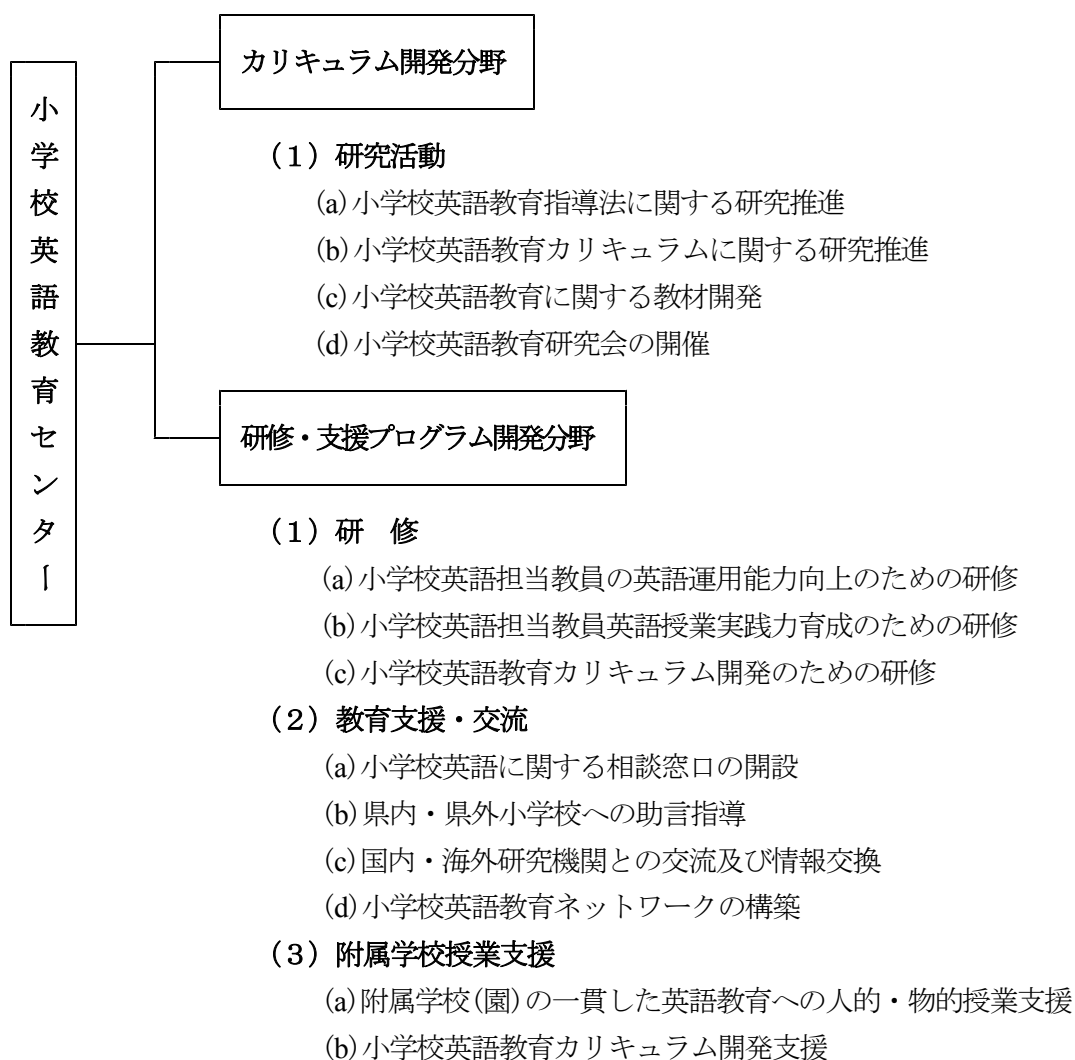 小学校英語教育センター
カリキュラム開発分野
（１）研究活動
(a)小学校英語教育指導法に関する研究推進
(b)小学校英語教育カリキュラムに関する研究推進
(c)小学校英語教育に関する教材開発
(d)小学校英語教育研究会の開催
研修・支援プログラム開発分野
（１）研　修
(a)小学校英語担当教員の英語運用能力向上のための研修
(b)小学校英語担当教員英語授業実践力育成のための研修
(c)小学校英語教育カリキュラム開発のための研修
（２）教育支援・交流
(a)小学校英語に関する相談窓口の開設
(b)県内・県外小学校への助言指導
(c)国内・海外研究機関との交流及び情報交換
(d)小学校英語教育ネットワークの構築
（３）附属学校授業支援
(a)附属学校(園)の一貫した英語教育への人的・物的授業支援
(b)小学校英語教育カリキュラム開発支援